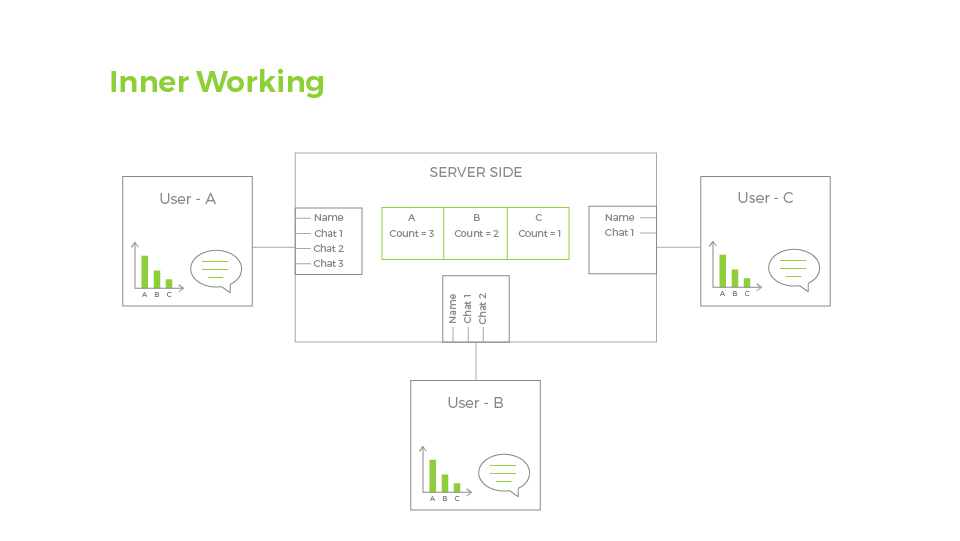 Inner Working
SERVER SIDE
User - A
A B C
Name
Chat 1
Chat 2
Chat 3
A
Count = 3
B
Count = 2
C
Count = 1
Name
Chat 1
User - C
A B C
Name
Chat 1
Chat 2
User - B
A B C